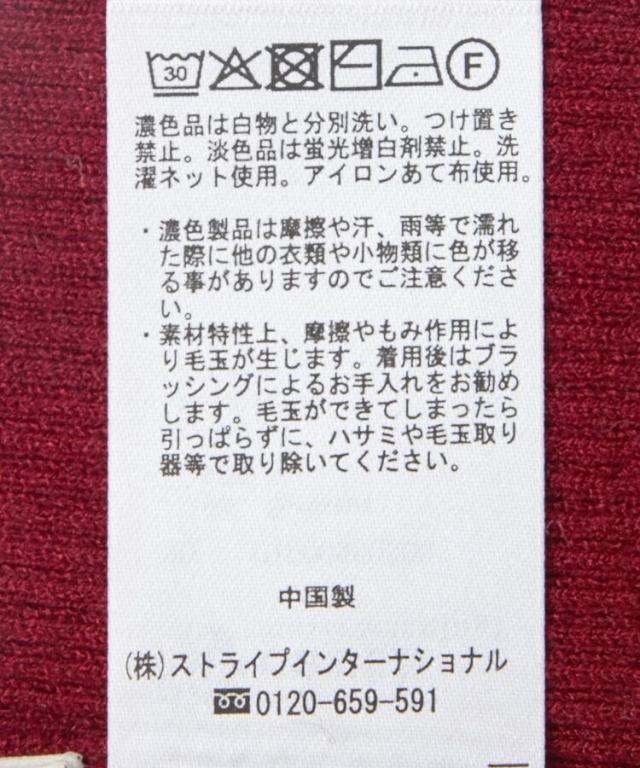 30 F
濃色品は白物と分別洗い。つけ置き
禁止。淡色品は蛍光増白剤禁止。洗
濯ネット使用。アイロンあて布使用。
・濃色製品は摩擦や汗、雨等で濡れ
た際に他の衣類や小物類に色が移
る事がありますのでご注意くださ
い。
・素材特性上、摩擦やもみ作用によ
り毛玉が生じます。着用後はブラ
ッシングによるお手入れをお勧め
します。毛玉ができてしまったら
引っぱらずに、ハサミや毛玉取り
器等で取り除いてください。
中国製
(株)ストライプインターナショナル
0120-659-591